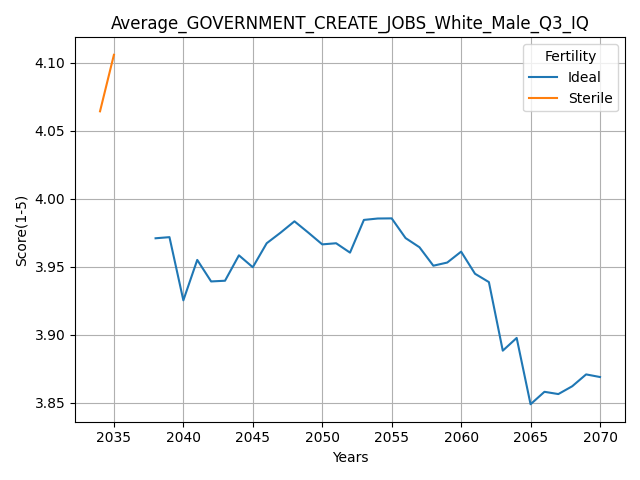 Average_GOVERNMENT_CREATE_JOBS_White_Male_Q3_IQ
Fertility
Ideal
Sterile
Score(1-5)
4.10
4.05
4.00
3.95
3.90
3.85
2035 2040 2045 2050 2055 2060 2065 2070
Years